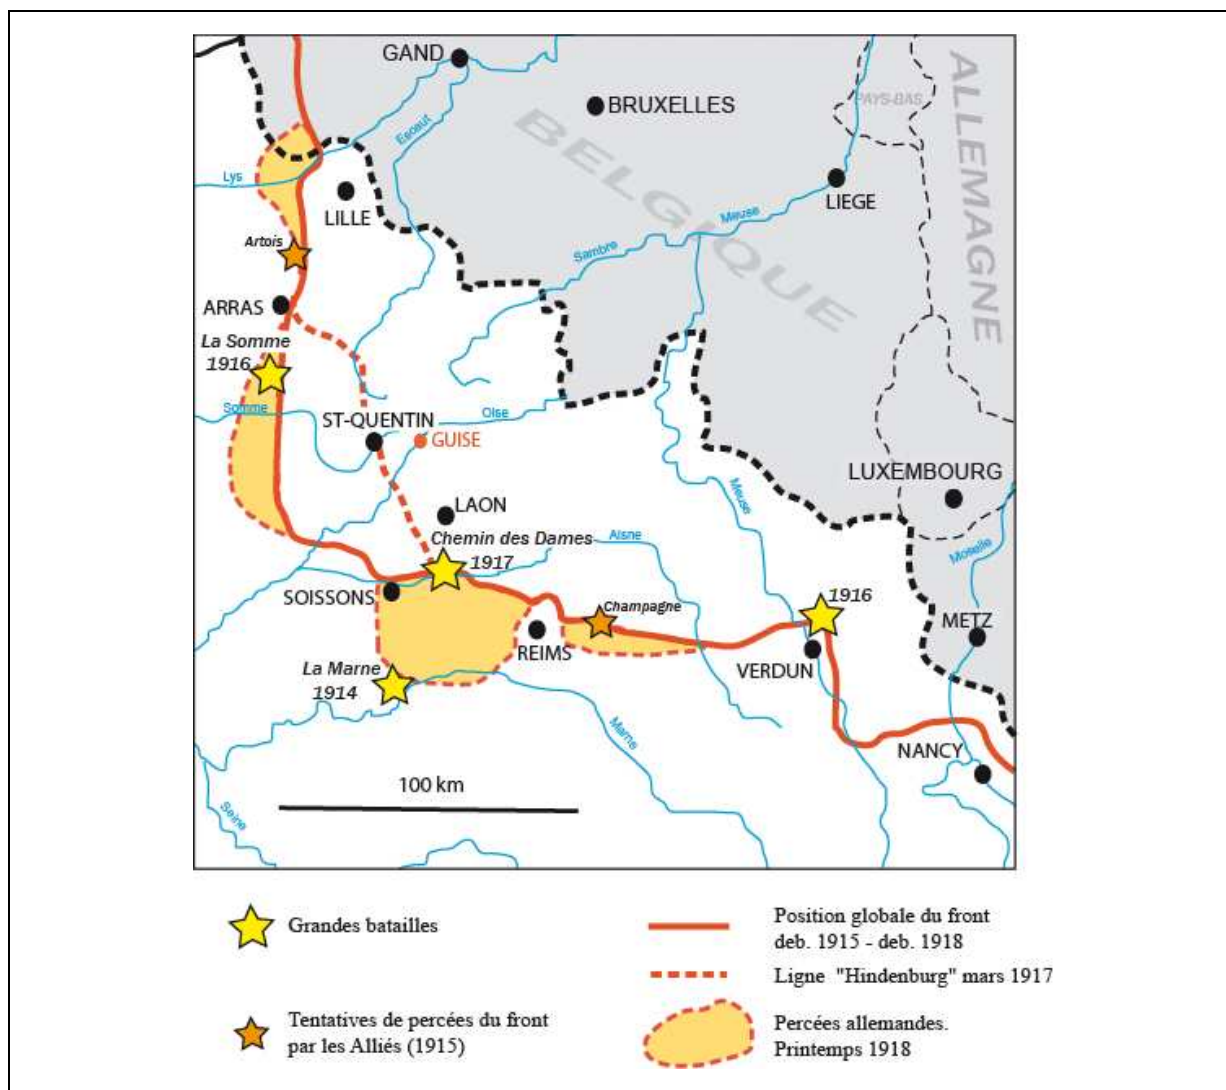 GAND
BRUXELLES
PAYS-BAS
ALLEMAGNE
BELGIQUE
Escaut
Lys
LILLE
LIEGE
Meuse
Sambre
Artois
ARRAS
La Somme
1916
Somme
ST-QUENTIN
Oise
GUISE
LUXEMBOURG
Meuse
LAON
Chemin des Dames
1917
Aisne
Moselle
SOISSONS
Champagne
1916
METZ
REIMS
VERDUN
La Marne
1914
Marne
NANCY
100 km
Seine
Grandes batailles
Position globale du front
deb. 1915 - deb. 1918
Ligne "Hindenburg" mars 1917
Tentatives de percées du front
par les Alliés (1915)
Percées allemandes.
Printemps 1918